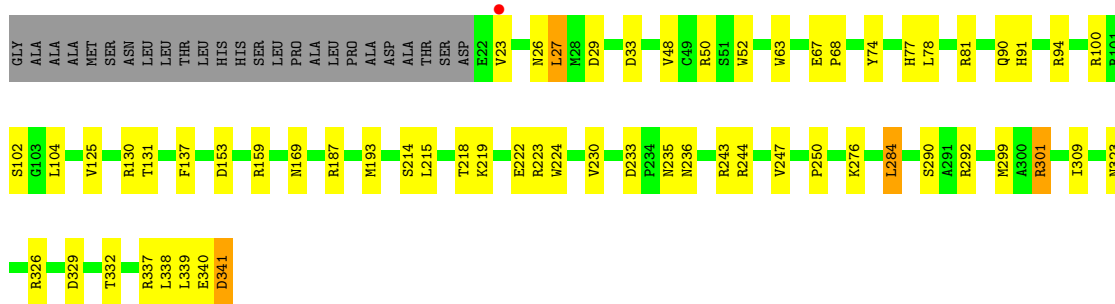 GLY ALA ALA ALA ALA MET SER ASN LEU LEU THR LEU HIS HIS SER LEU PRO ALA LEU PRO ALA ASP ALA THR SER ASP E22 V23 N26 L27 M28 D29 D33 V48 C49 R50 S51 W52 W63 E67 P68 Y74 H77 L78 R81 Q90 H91 R94 R100 R101
S102 G103 L104 V125 R130 T131 F137 D153 R159 N169 R187 M193 S214 L215 T218 K219 E222 R223 W224 V230 D233 P234 N235 N236 R243 R244 V247 P250 K276 L284 S290 A291 R292 M299 A300 R301 I309 N323
R326 D329 T332 R337 L338 L339 E340 D341